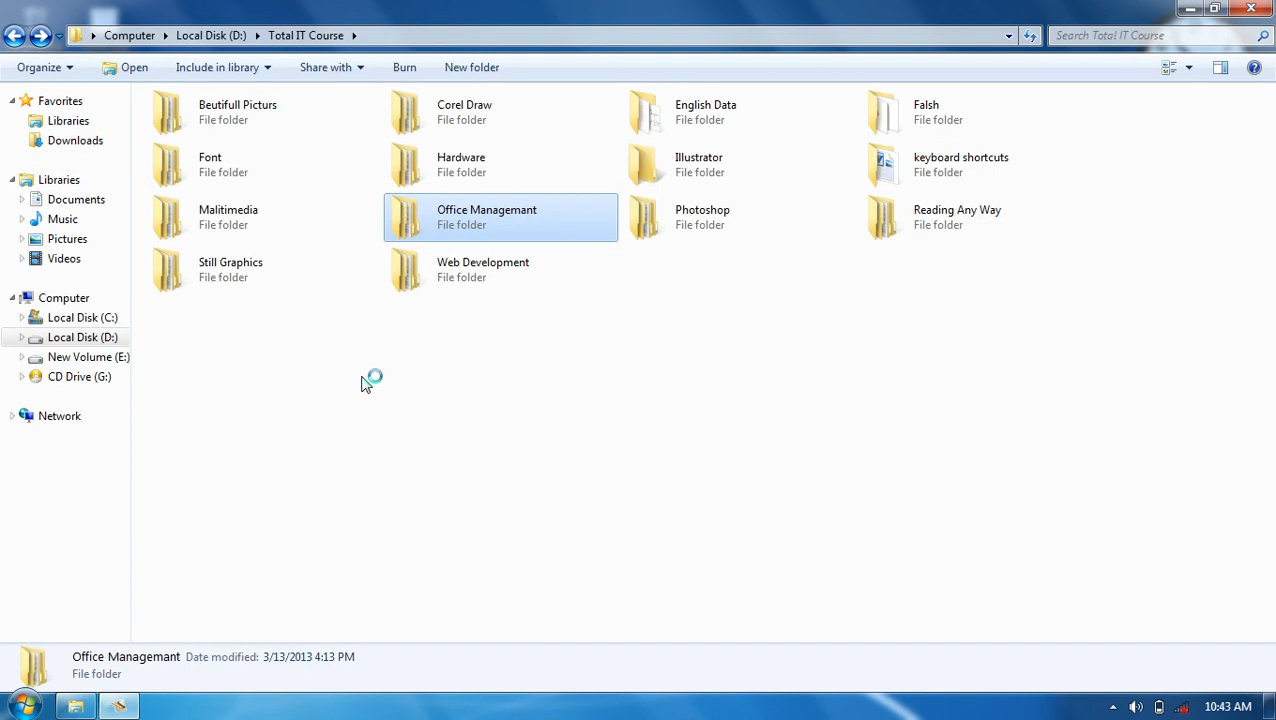 Computer Local Disk (D:) Total IT Course Search Total IT Course
Organize Open Include in library Share with Burn New folder
Favorites
Libraries
Downloads
Libraries
Documents
Music
Pictures
Videos
Computer
Local Disk (C:)
Local Disk (D:)
New Volume (E:)
CD Drive (G:)
Network
Beutifull Picturs
File folder
Corel Draw
File folder
English Data
File folder
Falsh
File folder
Font
File folder
Hardware
File folder
Illustrator
File folder
keyboard shortcuts
File folder
Malitimedia
File folder
Office Managemant
File folder
Photoshop
File folder
Reading Any Way
File folder
Still Graphics
File folder
Web Development
File folder
Office Managemant Date modified: 3/13/2013 4:13 PM
File folder
10:43 AM